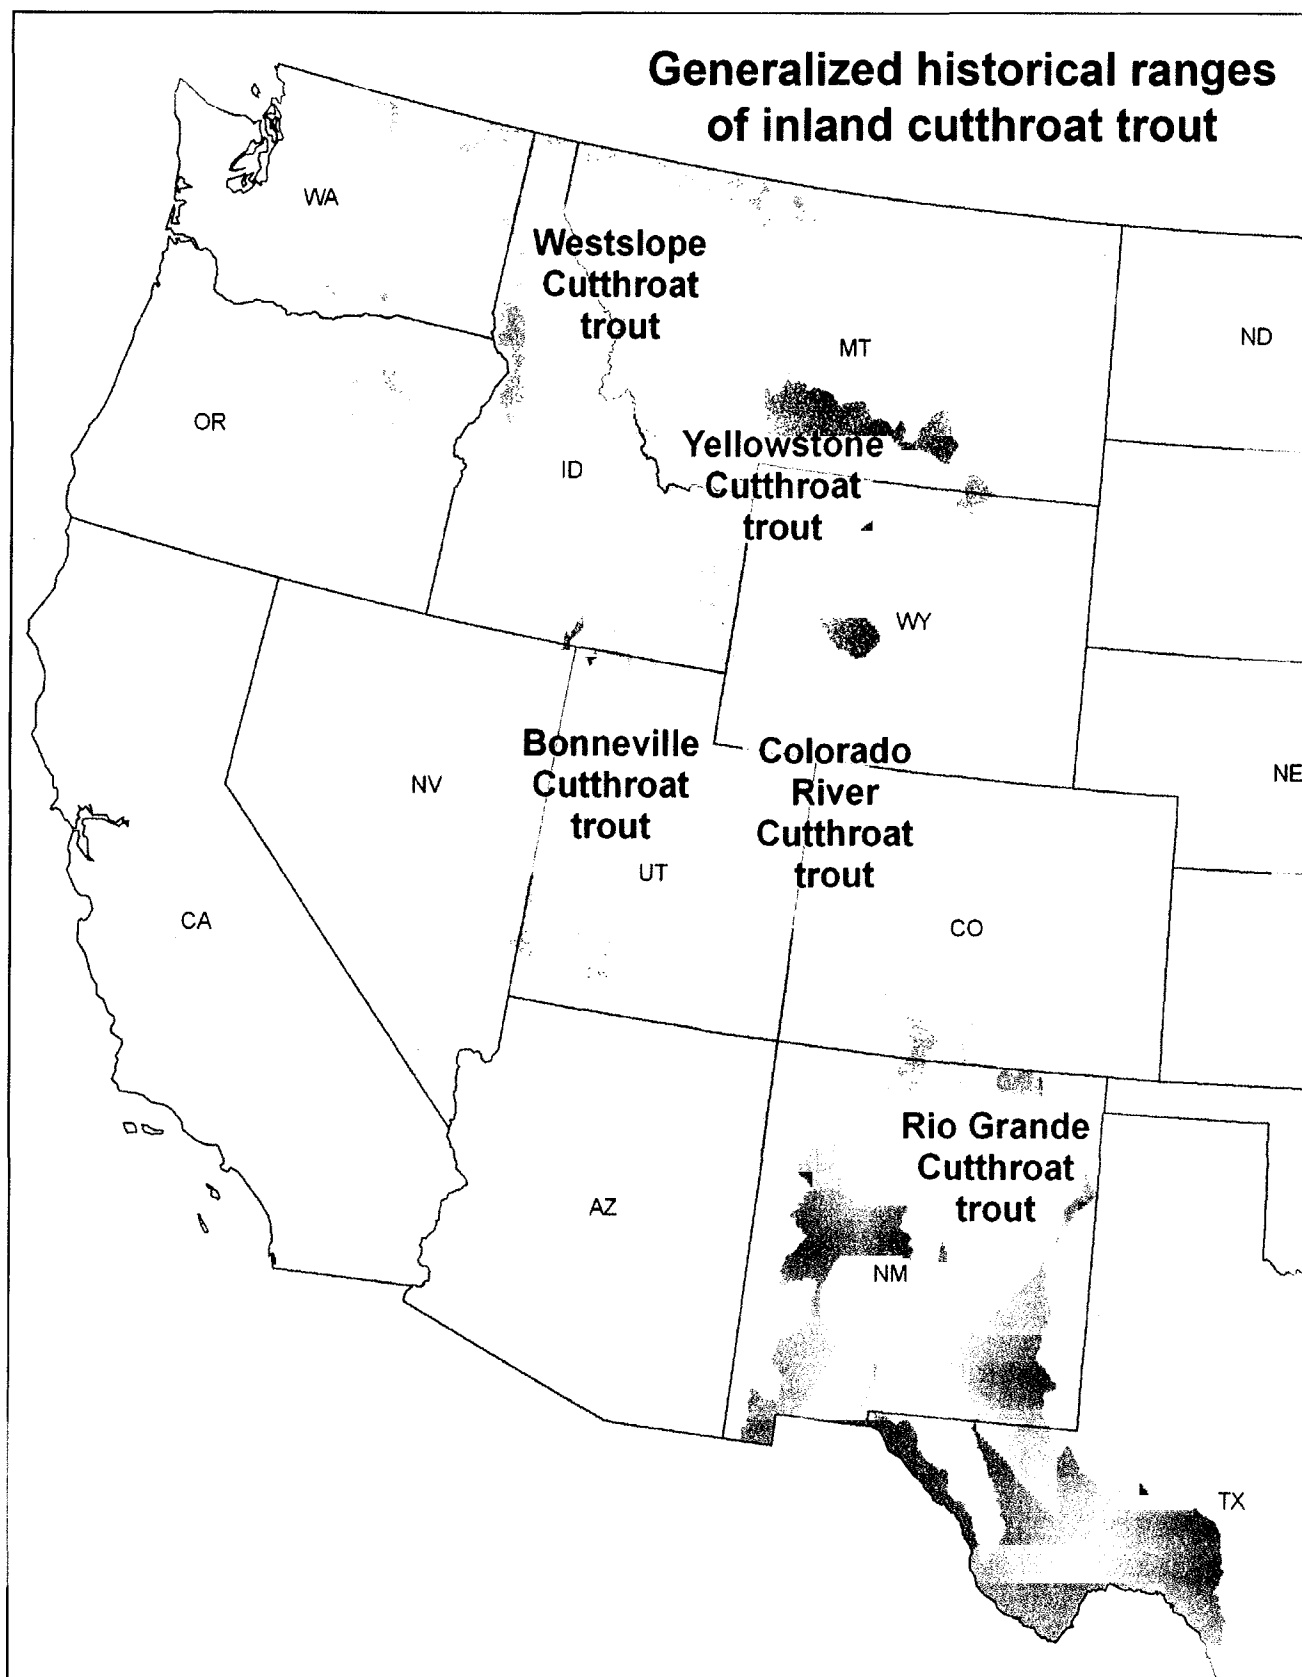 Generalized historical ranges
of inland cutthroat trout
WA
Westslope
Cutthroat
trout
MT
ND
OR
ID
Yellowstone
Cutthroat
trout
WY
Bonneville
Cutthroat
trout
Colorado
River
Cutthroat
trout
NV
NE
UT
CA
CO
Rio Grande
Cutthroat
trout
AZ
NM
TX